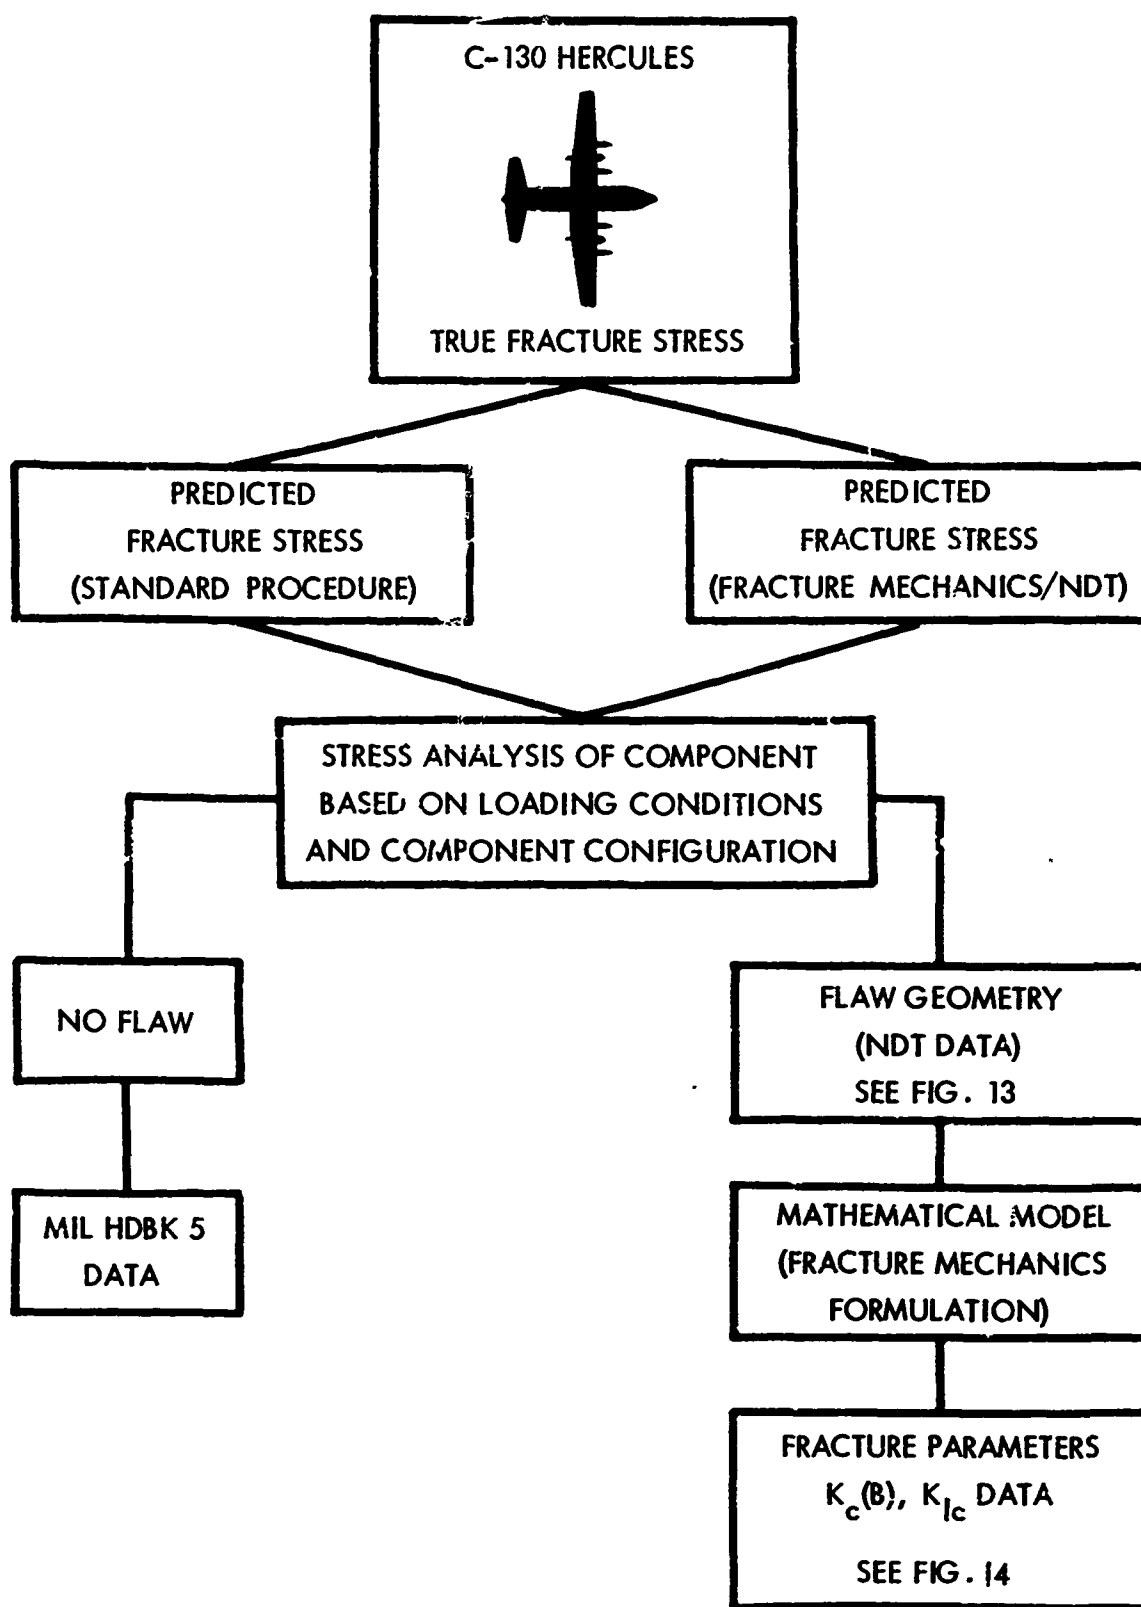 C-130 HERCULES
TRUE FRACTURE STRESS
PREDICTED
FRACTURE STRESS
(STANDARD PROCEDURE)
PREDICTED
FRACTURE STRESS
(FRACTURE MECHANICS/NDT)
STRESS ANALYSIS OF COMPONENT
BASED ON LOADING CONDITIONS
AND COMPONENT CONFIGURATION
NO FLAW
MIL HDBK 5
DATA
FLAW GEOMETRY
(NDT DATA)
SEE FIG. 13
MATHEMATICAL MODEL
(FRACTURE MECHANICS
FORMULATION)
FRACTURE PARAMETERS
K_c(B), K_Ic DATA
SEE FIG. 14